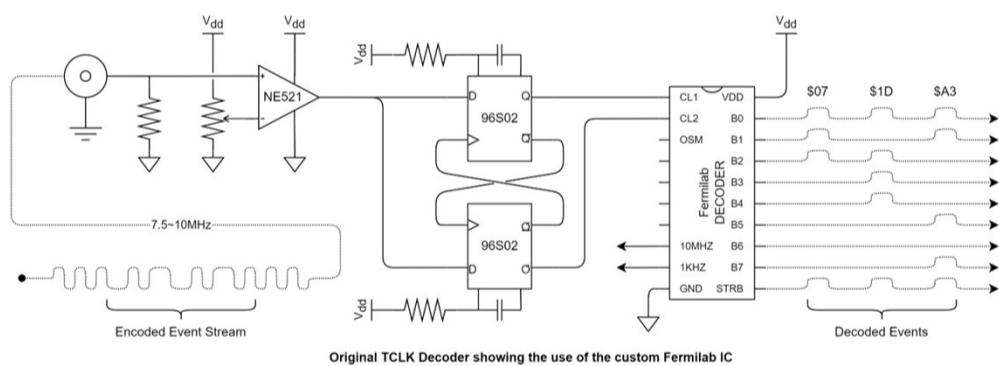 Vdd
Vdd
Vdd
Vdd
$07
$1D
$A3
+
NE521
-
D
Q
96S02
Q
CL1
VDD
CL2
B0
OSM
B1
B2
B3
B4
B5
10MHZ
B6
1KHZ
B7
GND
STRB
Fermilab
DECODER
7.5~10MHz
Q
96S02
D
Q
Vdd
Encoded Event Stream
Decoded Events
Original TCLK Decoder showing the use of the custom Fermilab IC